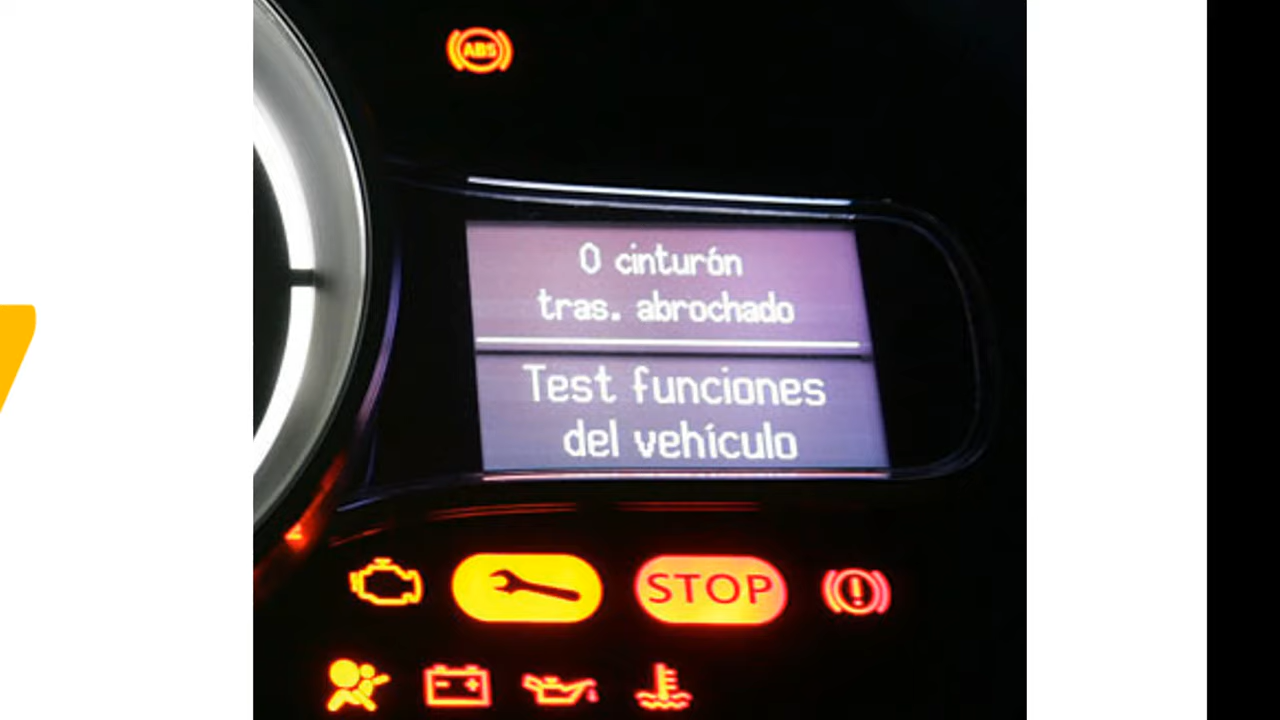 ABS
0 cinturón
tras. abrochado
Test funciones
del vehículo
STOP